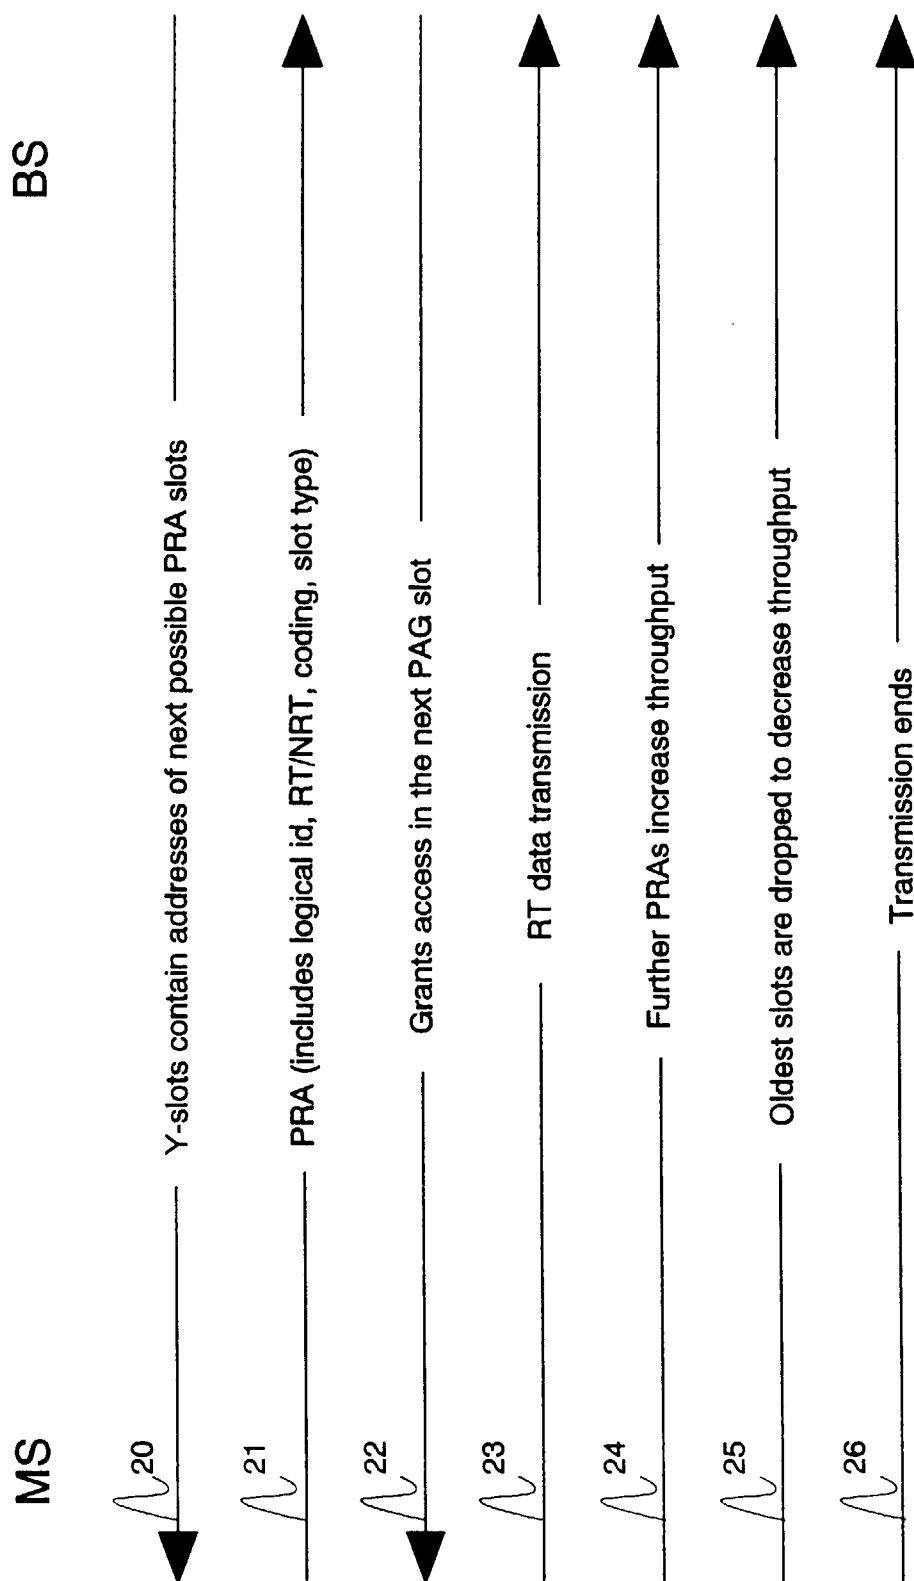 MS
BS
20
Y-slots contain addresses of next possible PRA slots
21
PRA (includes logical id, RT/NRT, coding, slot type)
22
Grants access in the next PAG slot
23
RT data transmission
24
Further PRAs increase throughput
25
Oldest slots are dropped to decrease throughput
26
Transmission ends